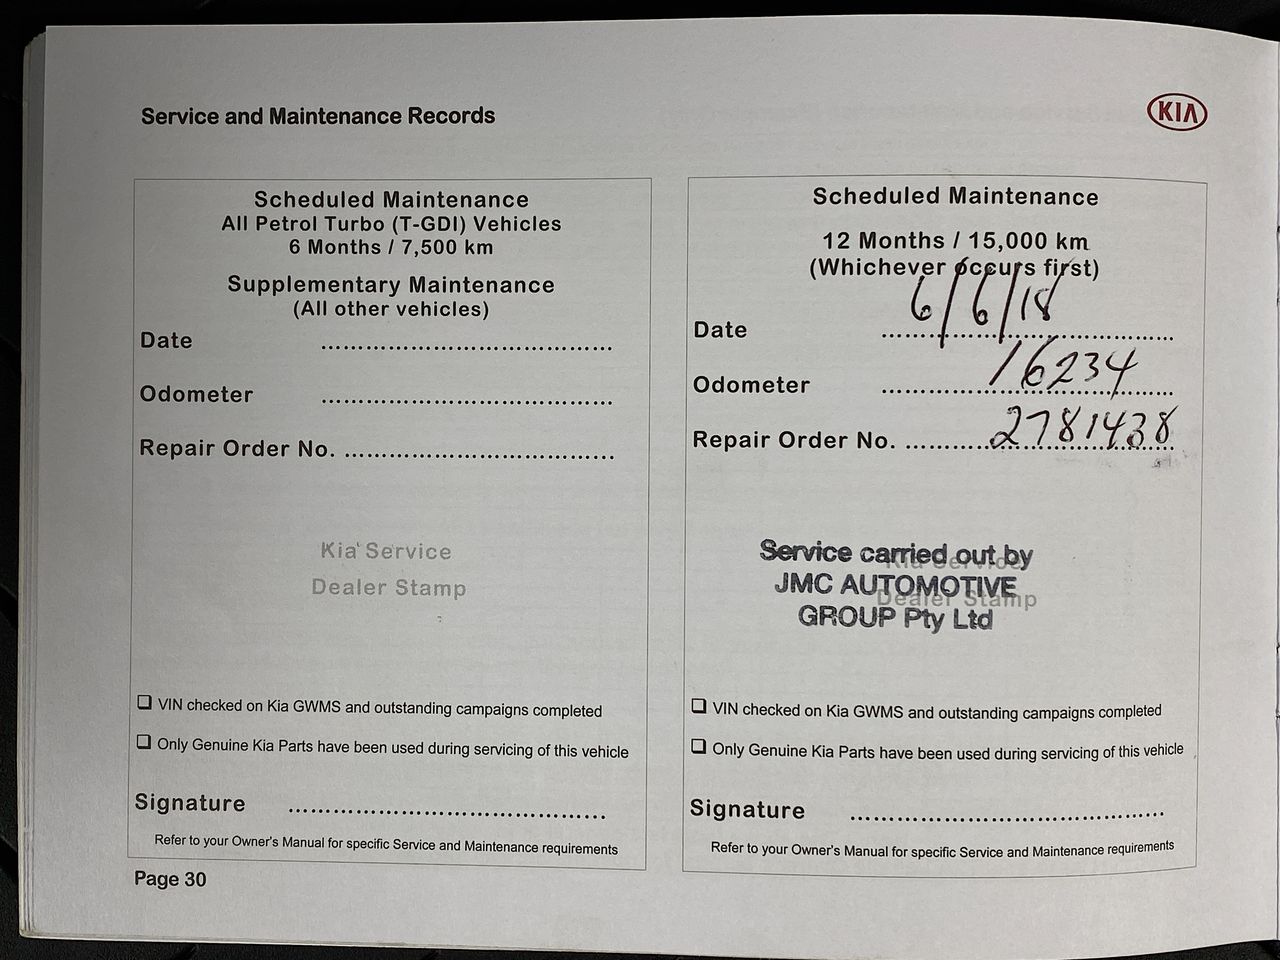 Service and Maintenance Records
KIA
Scheduled Maintenance
All Petrol Turbo (T-GDI) Vehicles
6 Months / 7,500 km
Supplementary Maintenance
(All other vehicles)
Date ........................................
Odometer ........................................
Repair Order No. ........................................
Kia Service
Dealer Stamp
❑ VIN checked on Kia GWMS and outstanding campaigns completed
❑ Only Genuine Kia Parts have been used during servicing of this vehicle
Signature ........................................
Refer to your Owner's Manual for specific Service and Maintenance requirements
Page 30
Scheduled Maintenance
12 Months / 15,000 km
(Whichever occurs first)
Date 6/6/18
Odometer 16234
Repair Order No. 2781438
Kia Service
Dealer Stamp
Service carried out by
JMC AUTOMOTIVE
GROUP Pty Ltd
❑ VIN checked on Kia GWMS and outstanding campaigns completed
❑ Only Genuine Kia Parts have been used during servicing of this vehicle
Signature ........................................
Refer to your Owner's Manual for specific Service and Maintenance requirements